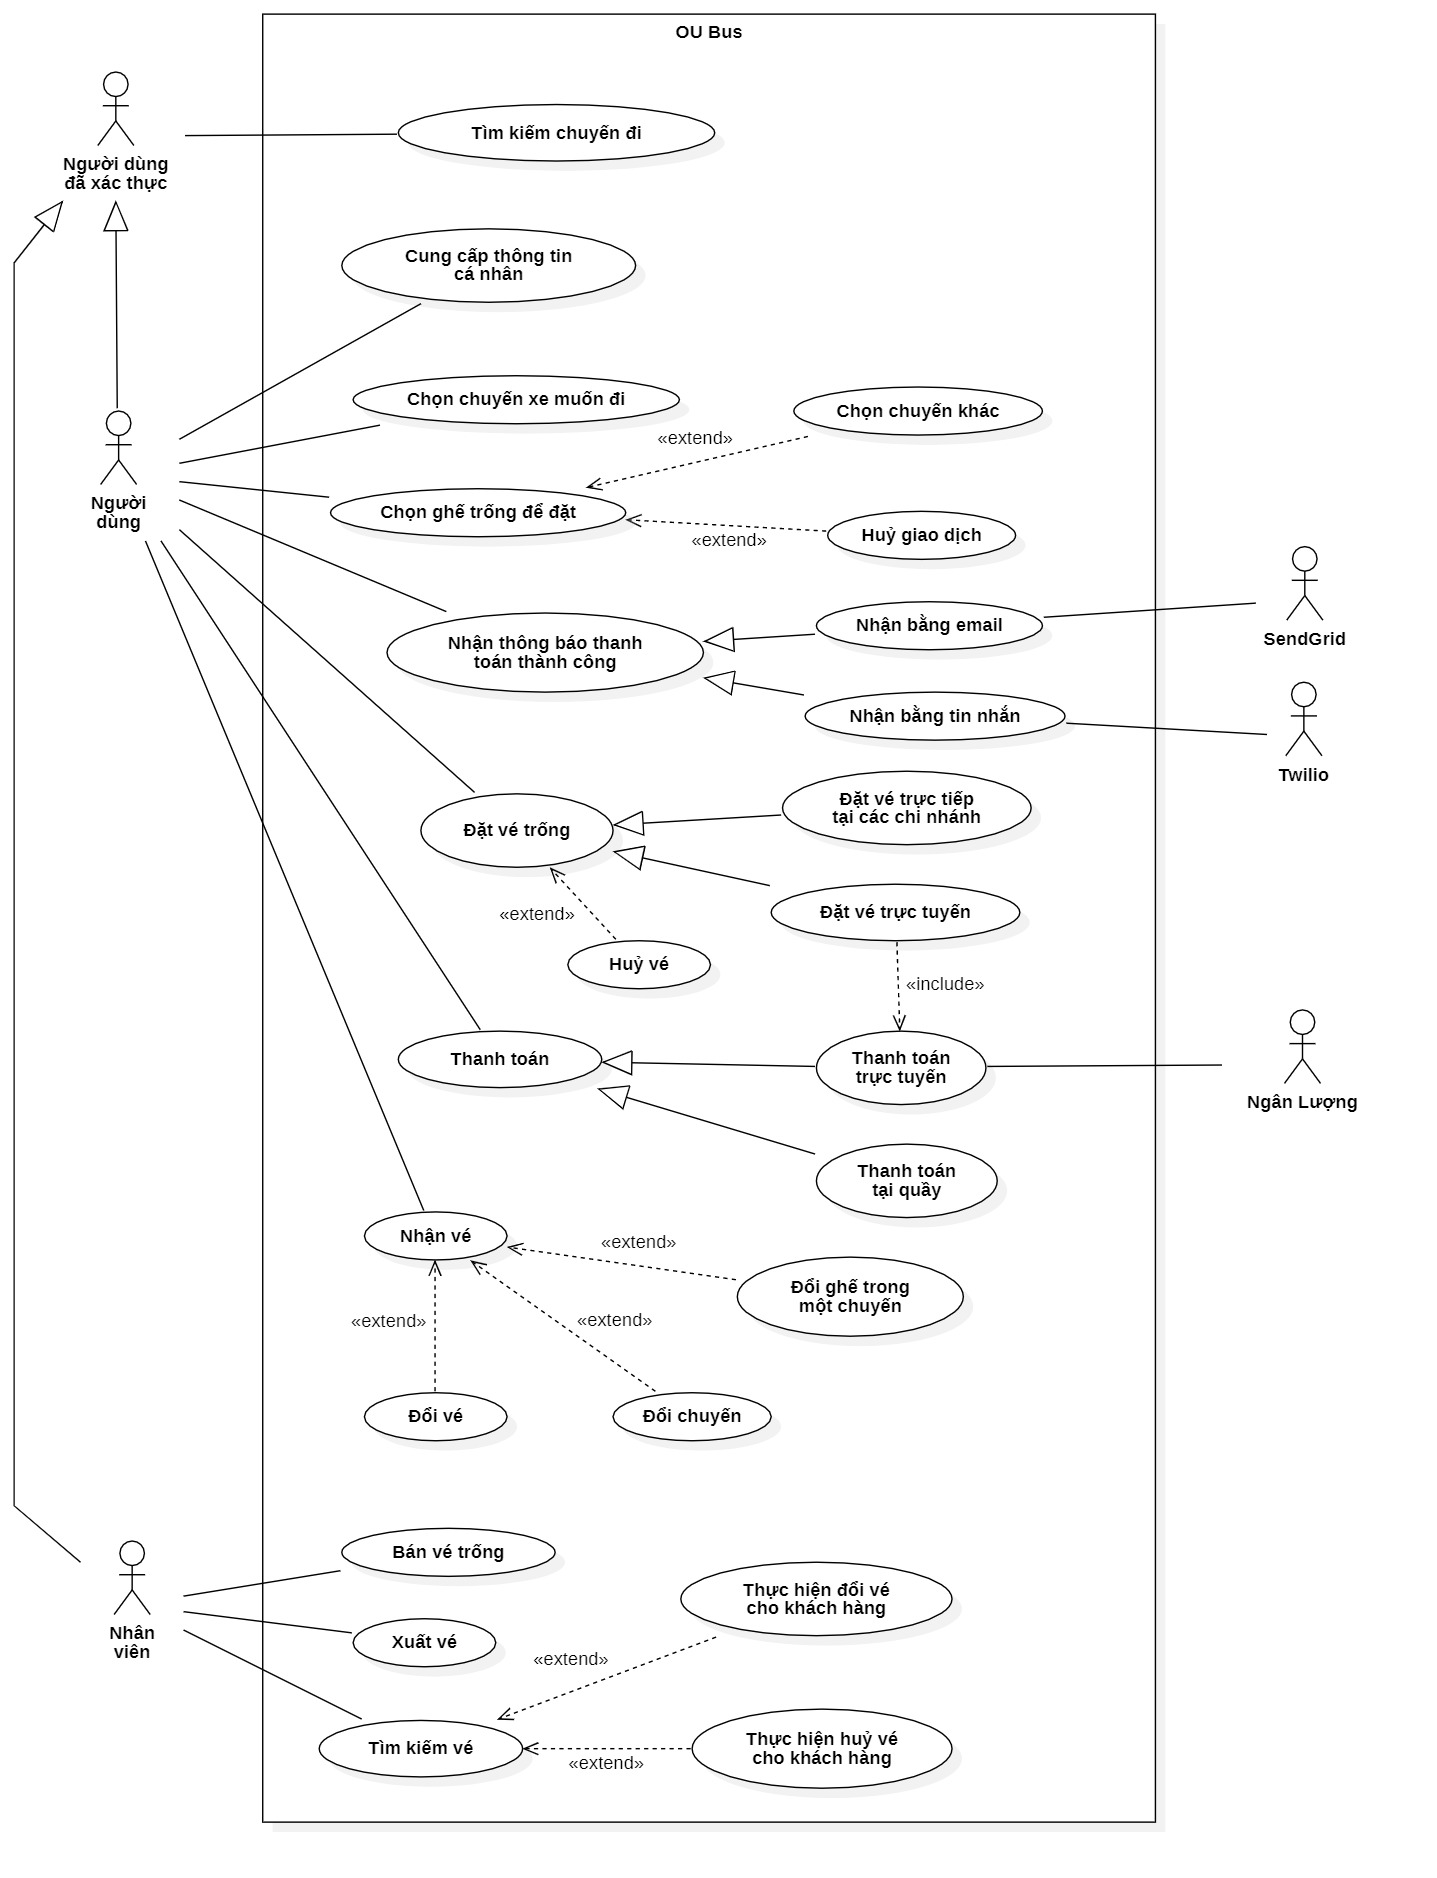 OU Bus
Người dùng
đã xác thực
Tìm kiếm chuyến đi
Cung cấp thông tin
cá nhân
Chọn chuyến xe muốn đi
Chọn chuyến khác
«extend»
Người
dùng
Chọn ghế trống để đặt
«extend»
Huỷ giao dịch
Nhận thông báo thanh
toán thành công
Nhận bằng email
SendGrid
Nhận bằng tin nhắn
Twilio
Đặt vé trống
Đặt vé trực tiếp
tại các chi nhánh
Đặt vé trực tuyến
«extend»
Huỷ vé
«include»
Thanh toán
Thanh toán
trực tuyến
Ngân Lượng
Thanh toán
tại quầy
Nhận vé
«extend»
Đổi ghế trong
một chuyến
«extend»
«extend»
Đổi vé
Đổi chuyến
Nhân
viên
Bán vé trống
Xuất vé
Thực hiện đổi vé
cho khách hàng
«extend»
Tìm kiếm vé
«extend»
Thực hiện huỷ vé
cho khách hàng